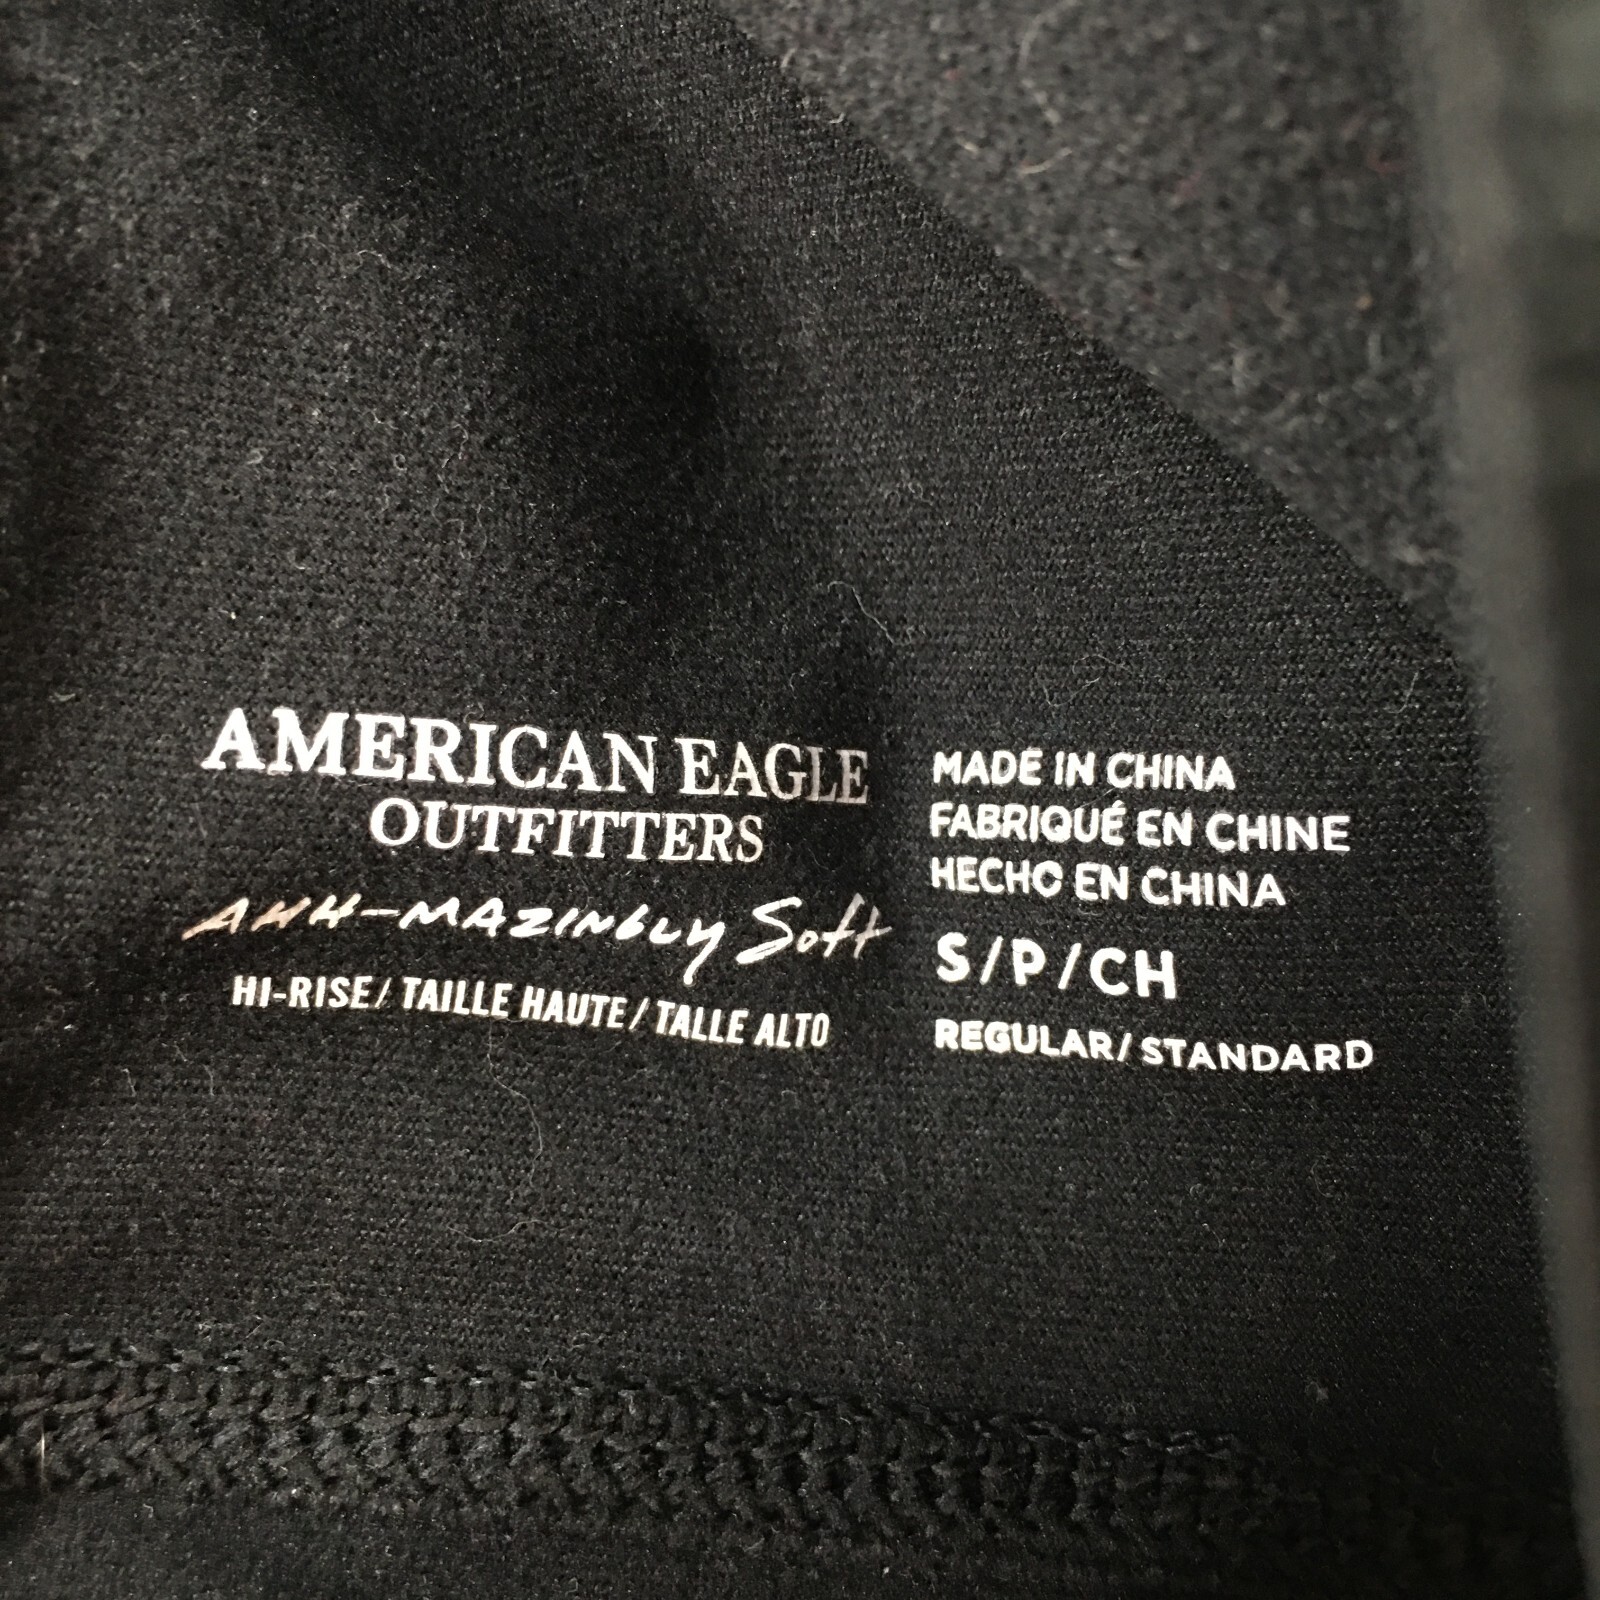 AMERICAN EAGLE
OUTFITTERS
AHH-MAZINGLY Soft
HI-RISE/ TAILLE HAUTE/ TALLE ALTO
MADE IN CHINA
FABRIQUÉ EN CHINE
HECHO EN CHINA
S/P/CH
REGULAR/ STANDARD